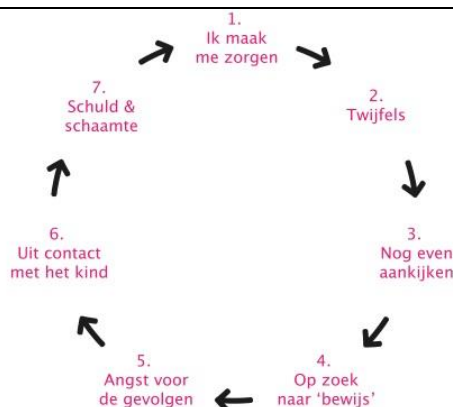 1.
Ik maak
me zorgen
2.
Twijfels
3.
Nog even
aankijken
4.
Op zoek
naar ‘bewijs’
5.
Angst voor
de gevolgen
6.
Uit contact
met het kind
7.
Schuld &
schaamte